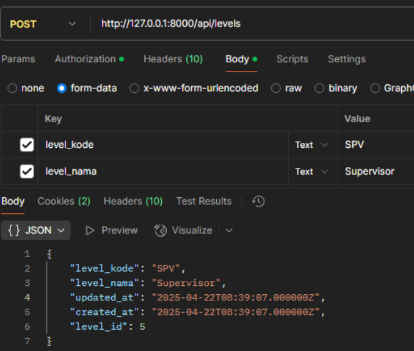 POST http://127.0.0.1:8000/api/levels
Params Authorization Headers (10) Body Scripts Settings
none form-data x-www-form-urlencoded raw binary GraphQ
Key Value
level_kode Text SPV
level_nama Text Supervisor
Body Cookies (2) Headers (10) Test Results
{} JSON Preview Visualize
1 {
2 "level_kode": "SPV",
3 "level_nama": "Supervisor",
4 "updated_at": "2025-04-22T08:39:07.000000Z",
5 "created_at": "2025-04-22T08:39:07.000000Z",
6 "level_id": 5
7 }